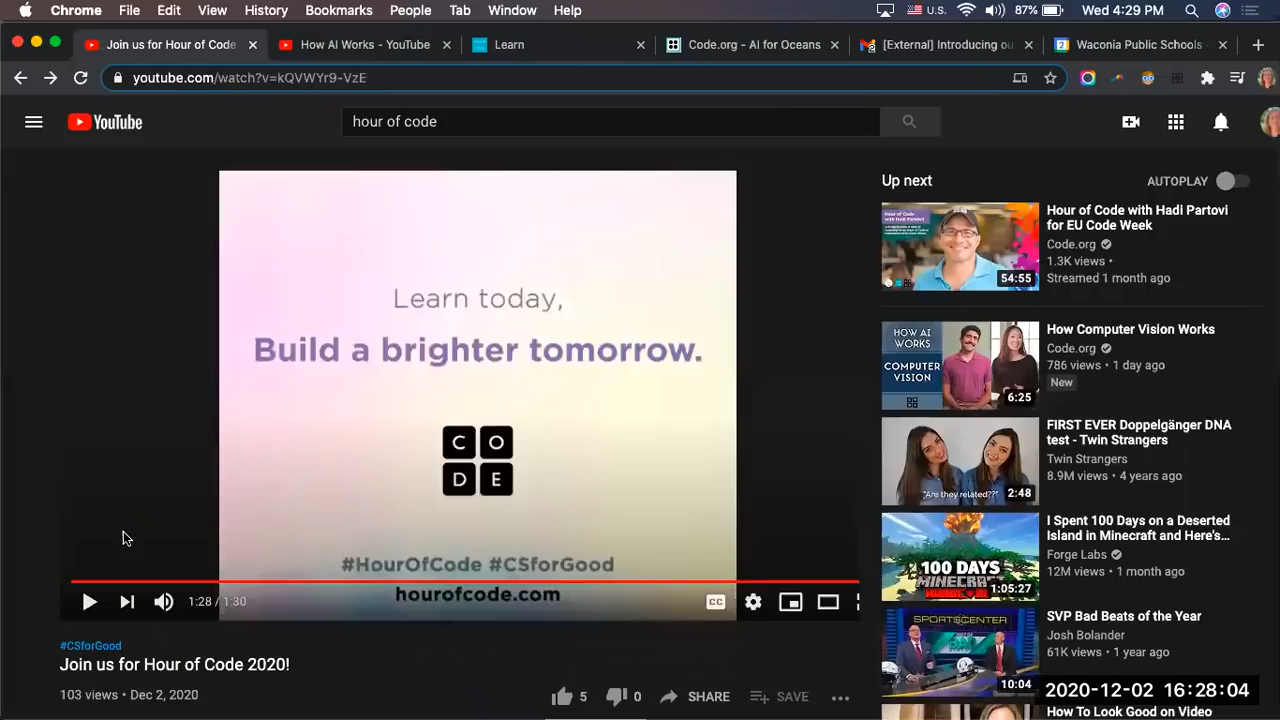 Chrome File Edit View History Bookmarks People Tab Window Help U.S. 87% Wed 4:29 PM
Join us for Hour of Code How AI Works - YouTube Learn Code.org - AI for Oceans [External] Introducing ou Waconia Public Schools -
youtube.com/watch?v=kQVWYr9-VzE
YouTube hour of code
Learn today,
Build a brighter tomorrow.
C O
D E
#HourOfCode #CSforGood
hourofcode.com
1:28 / 1:30 CC
#CSforGood
Join us for Hour of Code 2020!
103 views • Dec 2, 2020
5 0 SHARE SAVE
Up next AUTOPLAY
Hour of Code with Hadi Partovi
54:55
Hour of Code with Hadi Partovi
for EU Code Week
Code.org
1.3K views •
Streamed 1 month ago
HOW AI
WORKS
COMPUTER
VISION
6:25
How Computer Vision Works
Code.org
786 views • 1 day ago
New
"Are they related??" 2:48
FIRST EVER Doppelgänger DNA
test - Twin Strangers
Twin Strangers
8.9M views • 4 years ago
100 DAYS
MINECRAFT
HARDCORE
1:05:27
I Spent 100 Days on a Deserted
Island in Minecraft and Here's...
Forge Labs
12M views • 1 month ago
SPORTSCENTER
10:04
SVP Bad Beats of the Year
Josh Bolander
61K views • 1 year ago
2020-12-02 16:28:04
How To Look Good on Video